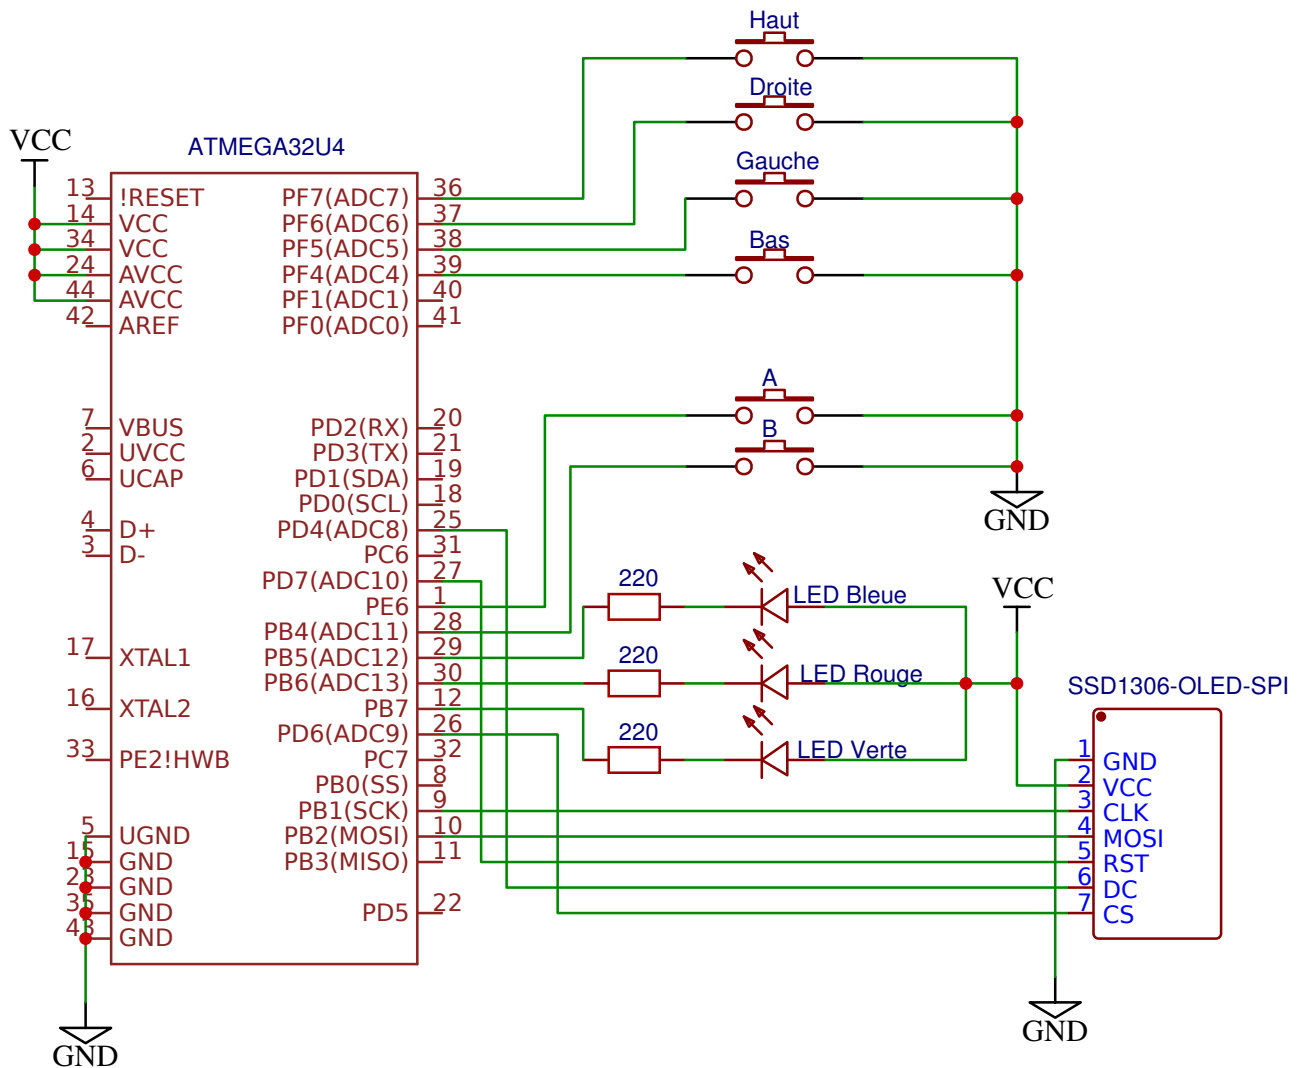 Haut
Droite
Gauche
Bas
A
B
GND
VCC
ATMEGA32U4
13 !RESET PF7(ADC7) 36
14 VCC PF6(ADC6) 37
34 VCC PF5(ADC5) 38
24 AVCC PF4(ADC4) 39
44 AVCC PF1(ADC1) 40
42 AREF PF0(ADC0) 41
7 VBUS PD2(RX) 20
2 UVCC PD3(TX) 21
6 UCAP PD1(SDA) 19
PD0(SCL) 18
4 D+ PD4(ADC8) 25
3 D- PC6 31
PD7(ADC10) 27
PE6 1
PB4(ADC11) 28
17 XTAL1 PB5(ADC12) 29
PB6(ADC13) 30
16 XTAL2 PB7 12
PD6(ADC9) 26
33 PE2!HWB PC7 32
PB0(SS) 8
PB1(SCK) 9
5 UGND PB2(MOSI) 10
15 GND PB3(MISO) 11
23 GND
35 GND PD5 22
43 GND
GND
220 LED Bleue
220 LED Rouge
220 LED Verte
VCC
SSD1306-OLED-SPI
1 GND
2 VCC
3 CLK
4 MOSI
5 RST
6 DC
7 CS
GND